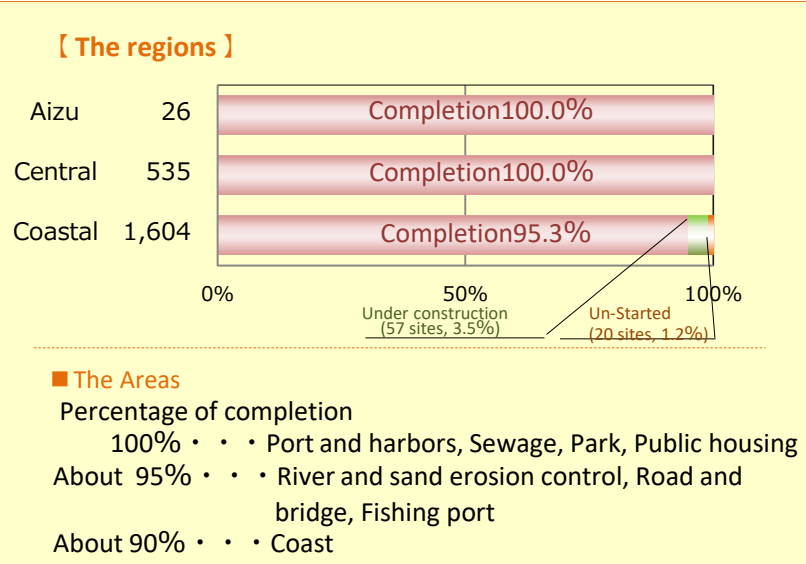 【 The regions 】
Aizu 26 Completion100.0%
Central 535 Completion100.0%
Coastal 1,604 Completion95.3%
0% 50% 100%
Under construction
(57 sites, 3.5%)
Un-Started
(20 sites, 1.2%)
■ The Areas
Percentage of completion
100%・・・Port and harbors, Sewage, Park, Public housing
About 95%・・・River and sand erosion control, Road and
bridge, Fishing port
About 90%・・・Coast